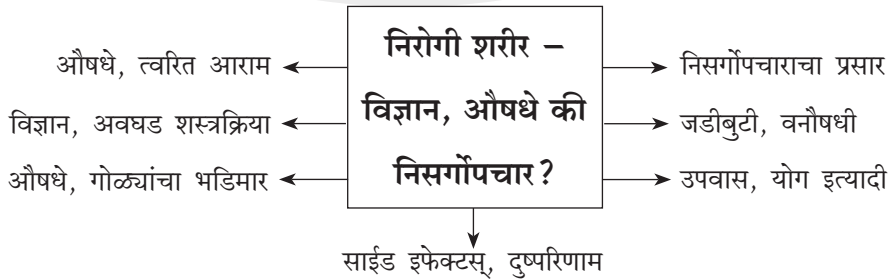 निरोगी शरीर –
विज्ञान, औषधे की
निसर्गोपचार?
औषधे, त्वरित आराम
विज्ञान, अवघड शस्त्रक्रिया
औषधे, गोळ्यांचा भडिमार
निसर्गोपचाराचा प्रसार
जडीबुटी, वनौषधी
उपवास, योग इत्यादी
साईड इफेक्टस्, दुष्परिणाम